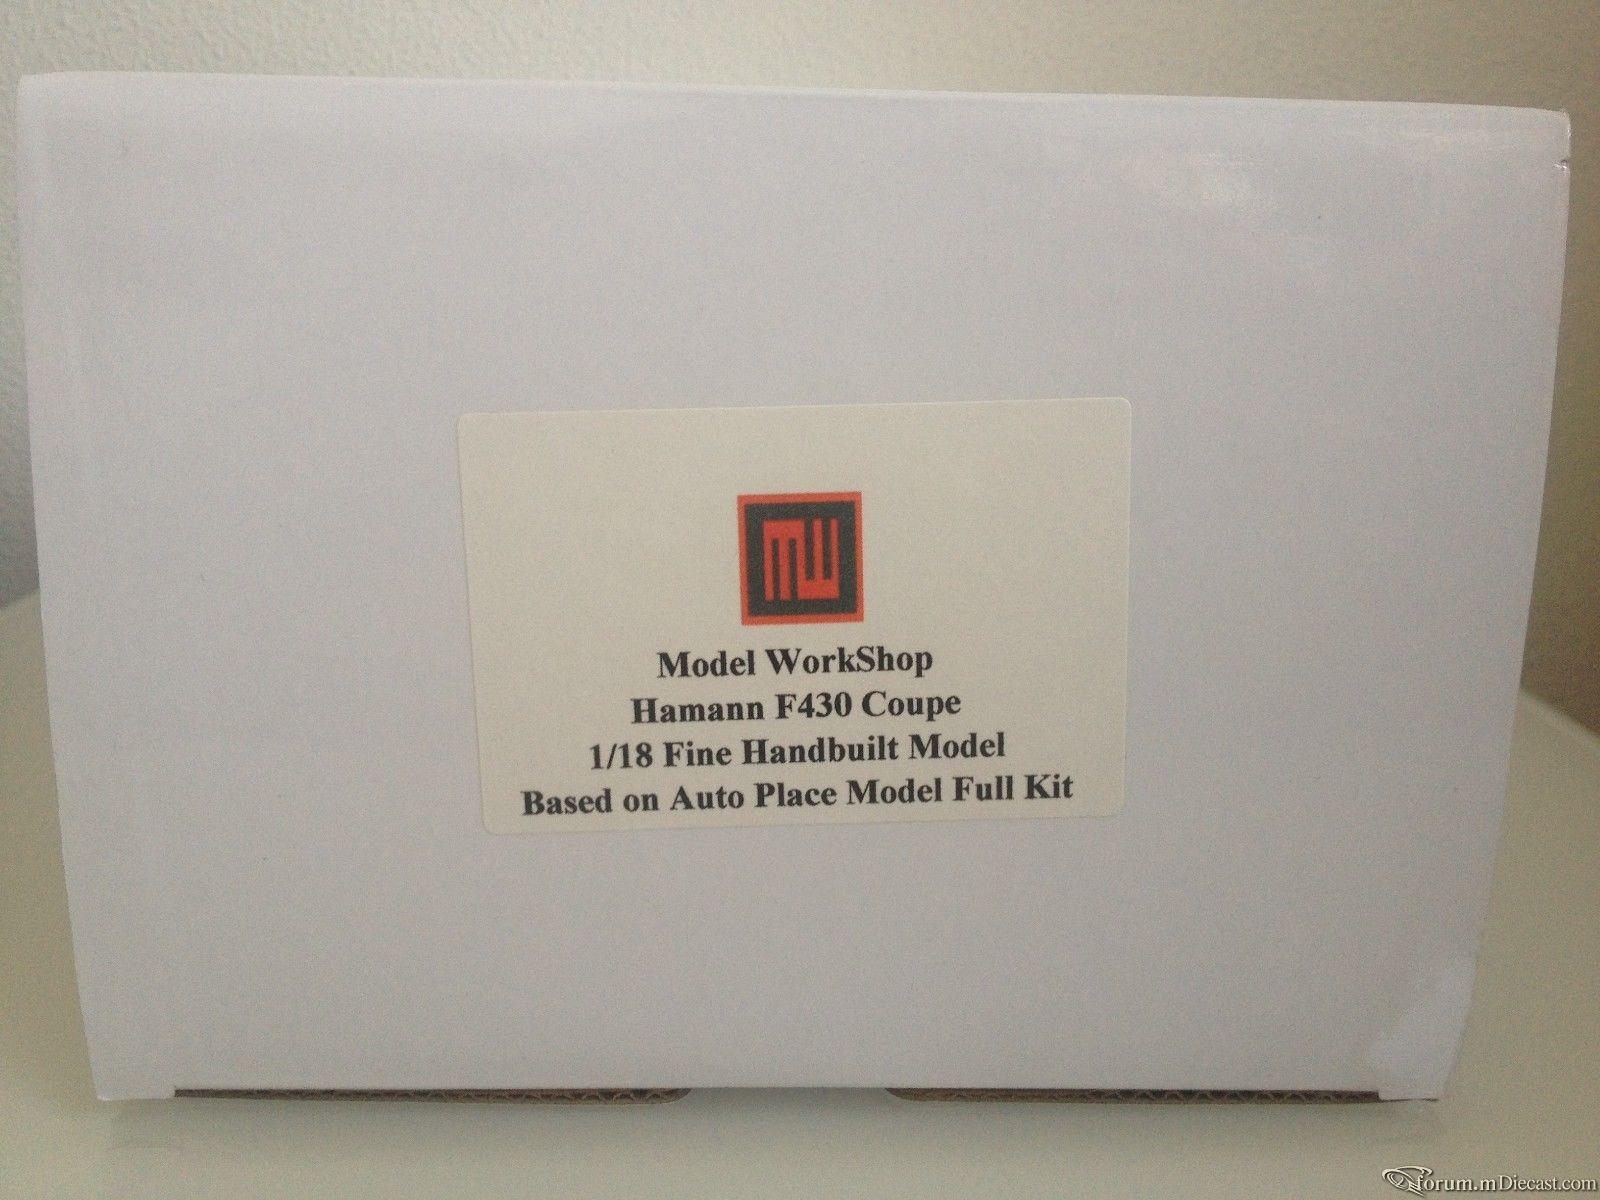 MW
Model WorkShop
Hamann F430 Coupe
1/18 Fine Handbuilt Model
Based on Auto Place Model Full Kit
forum.mDiecast.com